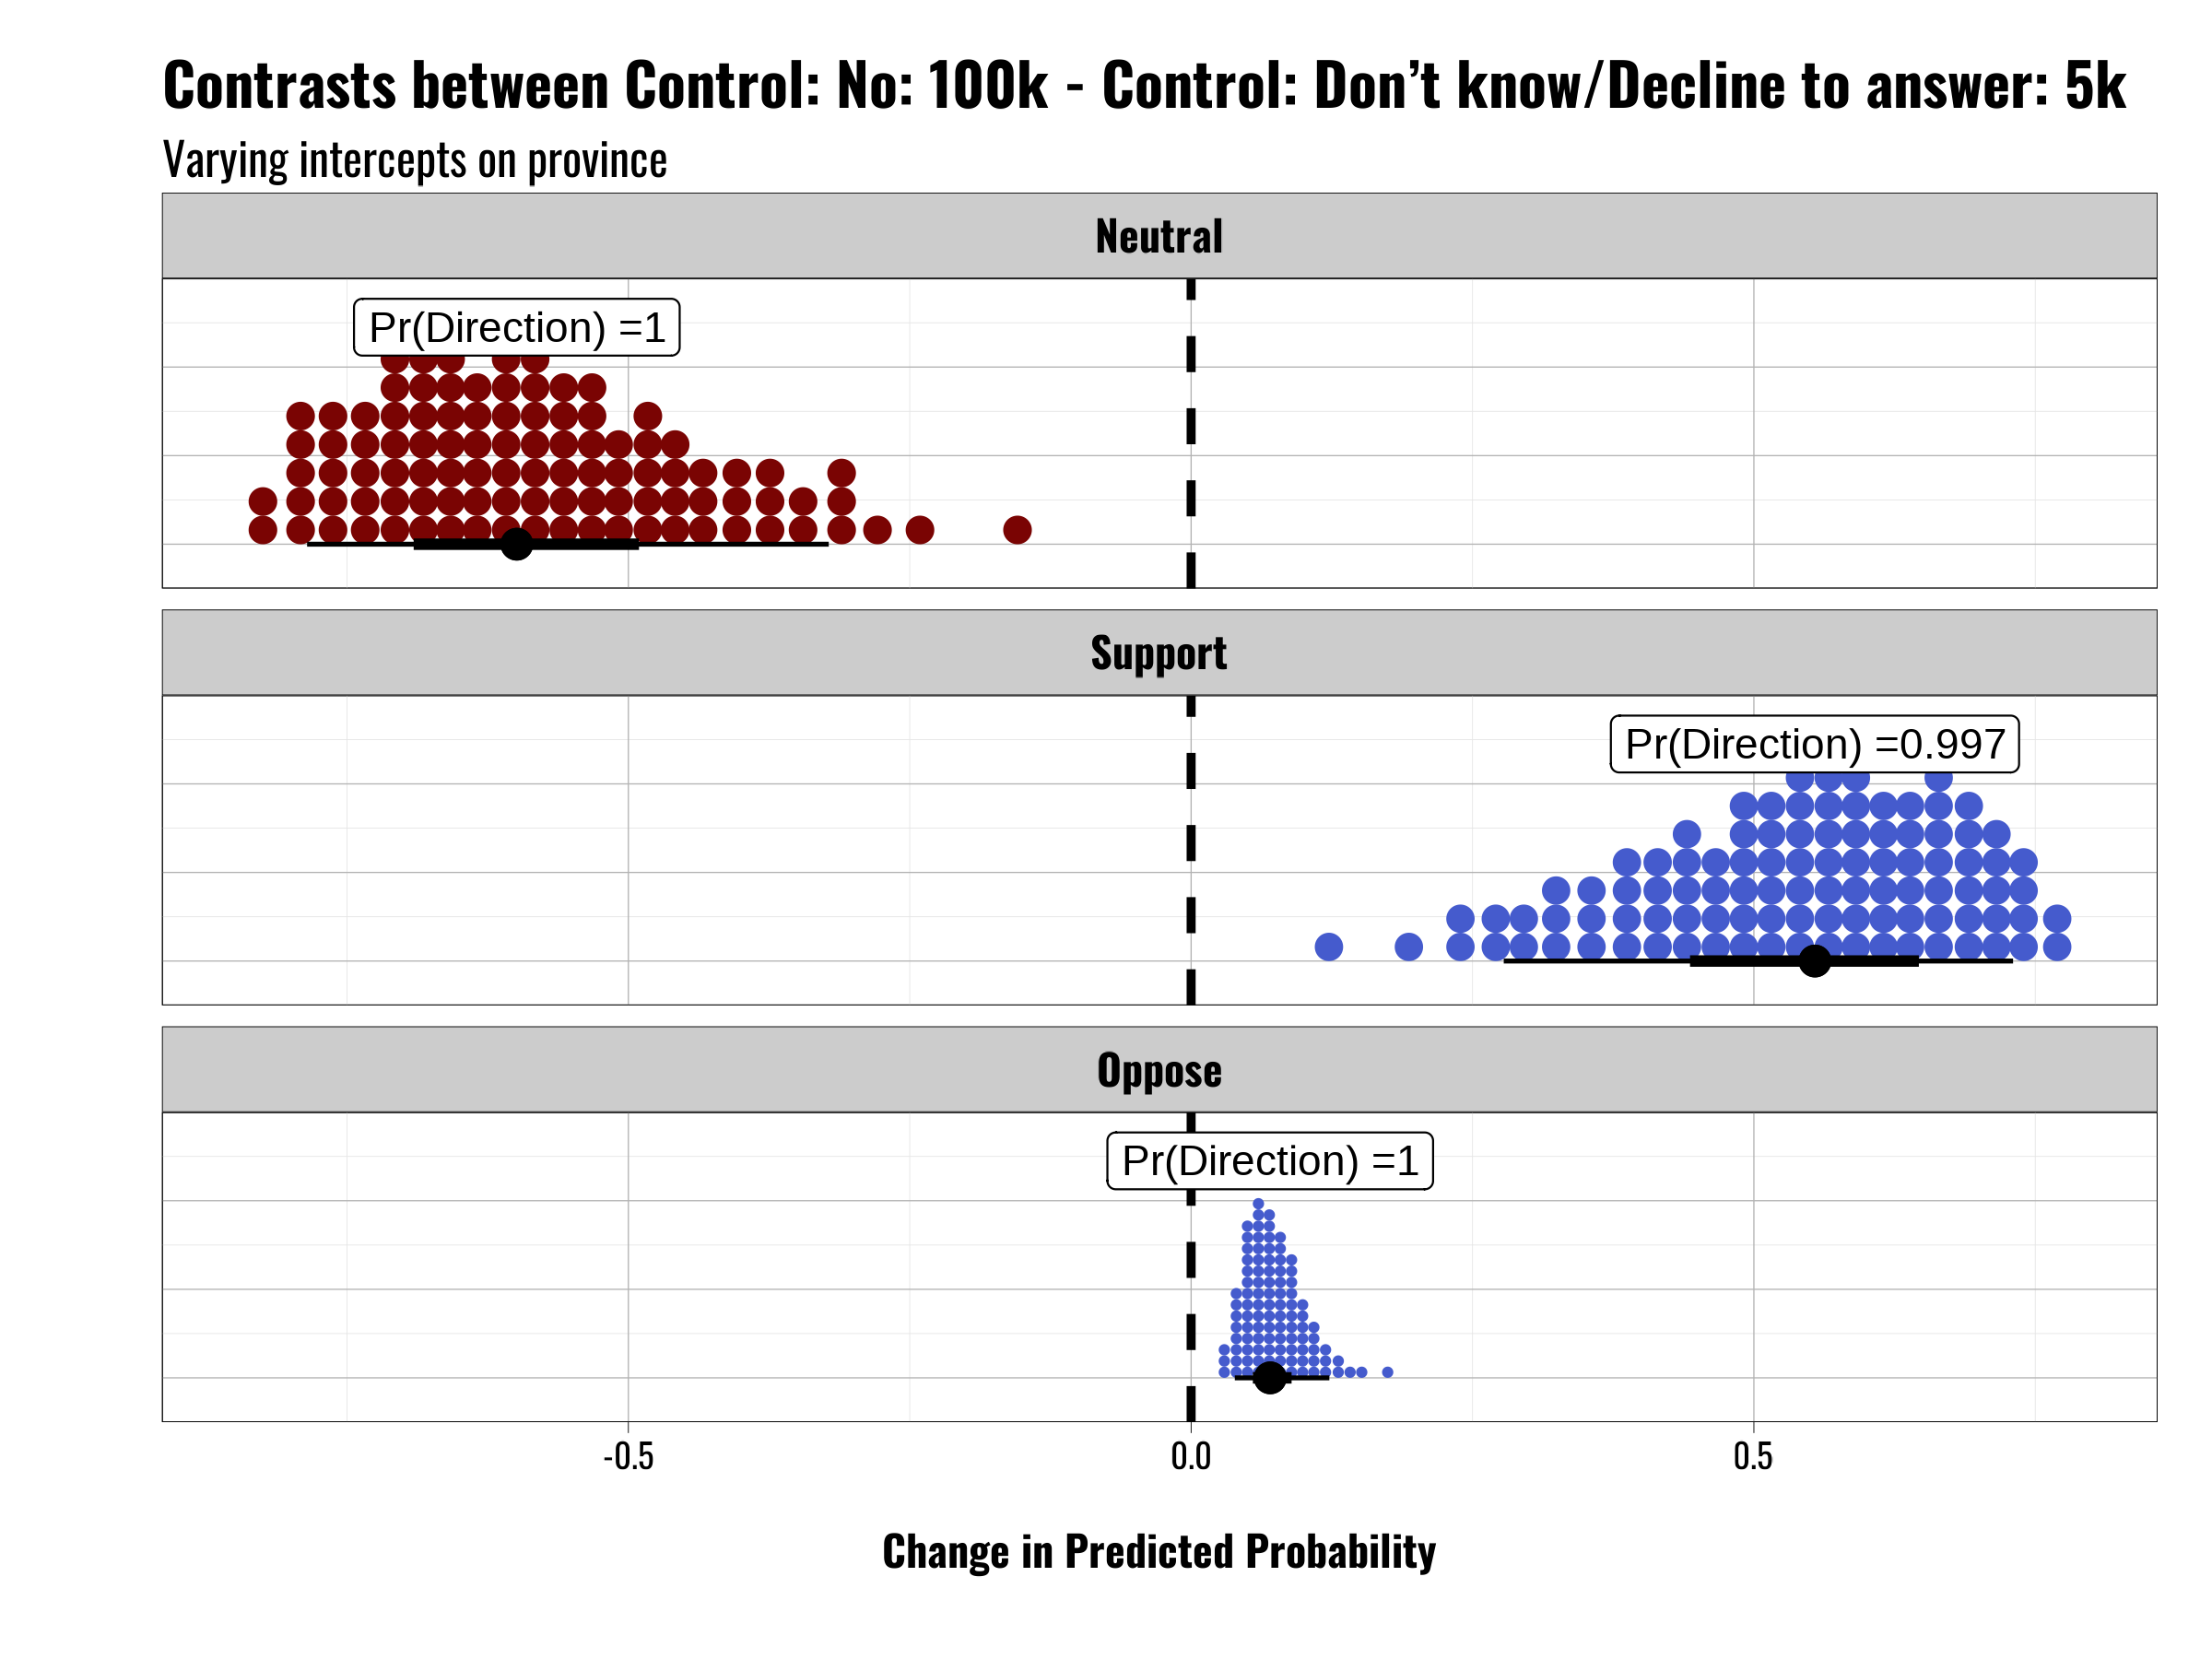 Contrasts between Control: No: 100k - Control: Don’t know/Decline to answer: 5k
Varying intercepts on province
Neutral
Pr(Direction) =1
Support
Pr(Direction) =0.997
Oppose
Pr(Direction) =1
-0.5 0.0 0.5
Change in Predicted Probability